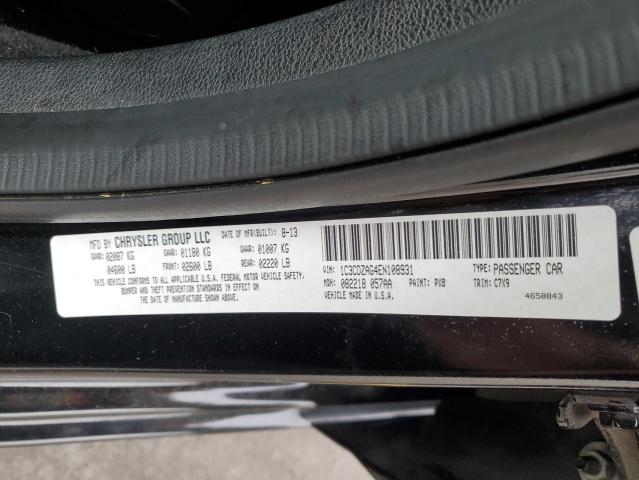 MFD BY CHRYSLER GROUP LLC DATE OF MFR(BUILT): 8-13
GVWR: 02087 KG GAWR: 01180 KG GAWR: 01007 KG
04600 LB FRONT: 02600 LB REAR: 02220 LB
THIS VEHICLE CONFORMS TO ALL APPLICABLE U.S.A. FEDERAL MOTOR VEHICLE SAFETY,
BUMPER AND THEFT PREVENTION STANDARDS IN EFFECT ON
THE DATE OF MANUFACTURE SHOWN ABOVE.
VIN: 1C3CDZAG4EN106931 TYPE: PASSENGER CAR
MDH: 082218 057AA PAINT: PX8 TRIM: C7X9
VEHICLE MADE IN U.S.A. 4658843